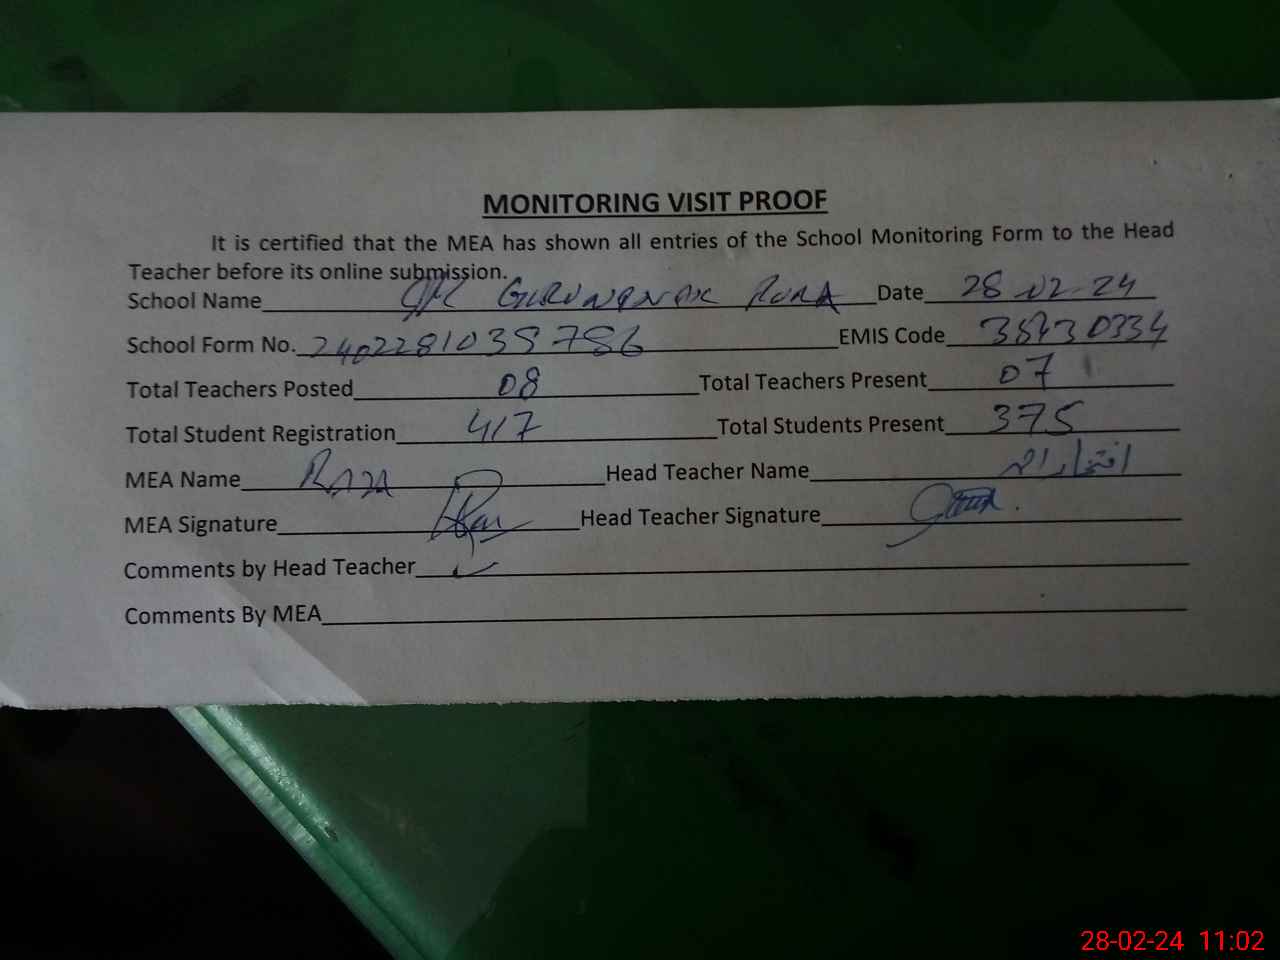 MONITORING VISIT PROOF
It is certified that the MEA has shown all entries of the School Monitoring Form to the Head
Teacher before its online submission.
School Name GURUNANAK PURA Date 28-02-24
School Form No. 240228103 786 EMIS Code 38430334
Total Teachers Posted 08 Total Teachers Present 07
Total Student Registration 417 Total Students Present 375
MEA Name RAZA Head Teacher Name
MEA Signature Head Teacher Signature
Comments by Head Teacher
Comments By MEA
28-02-24 11:02